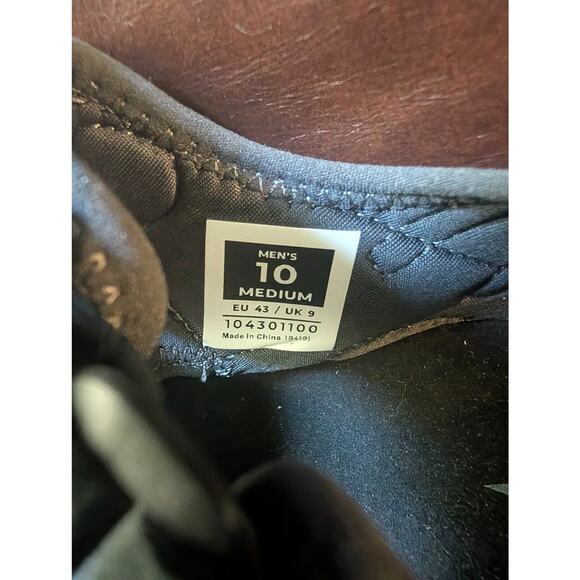 MEN'S
10
MEDIUM
EU 43 / UK 9
104301100
Made In China 194191